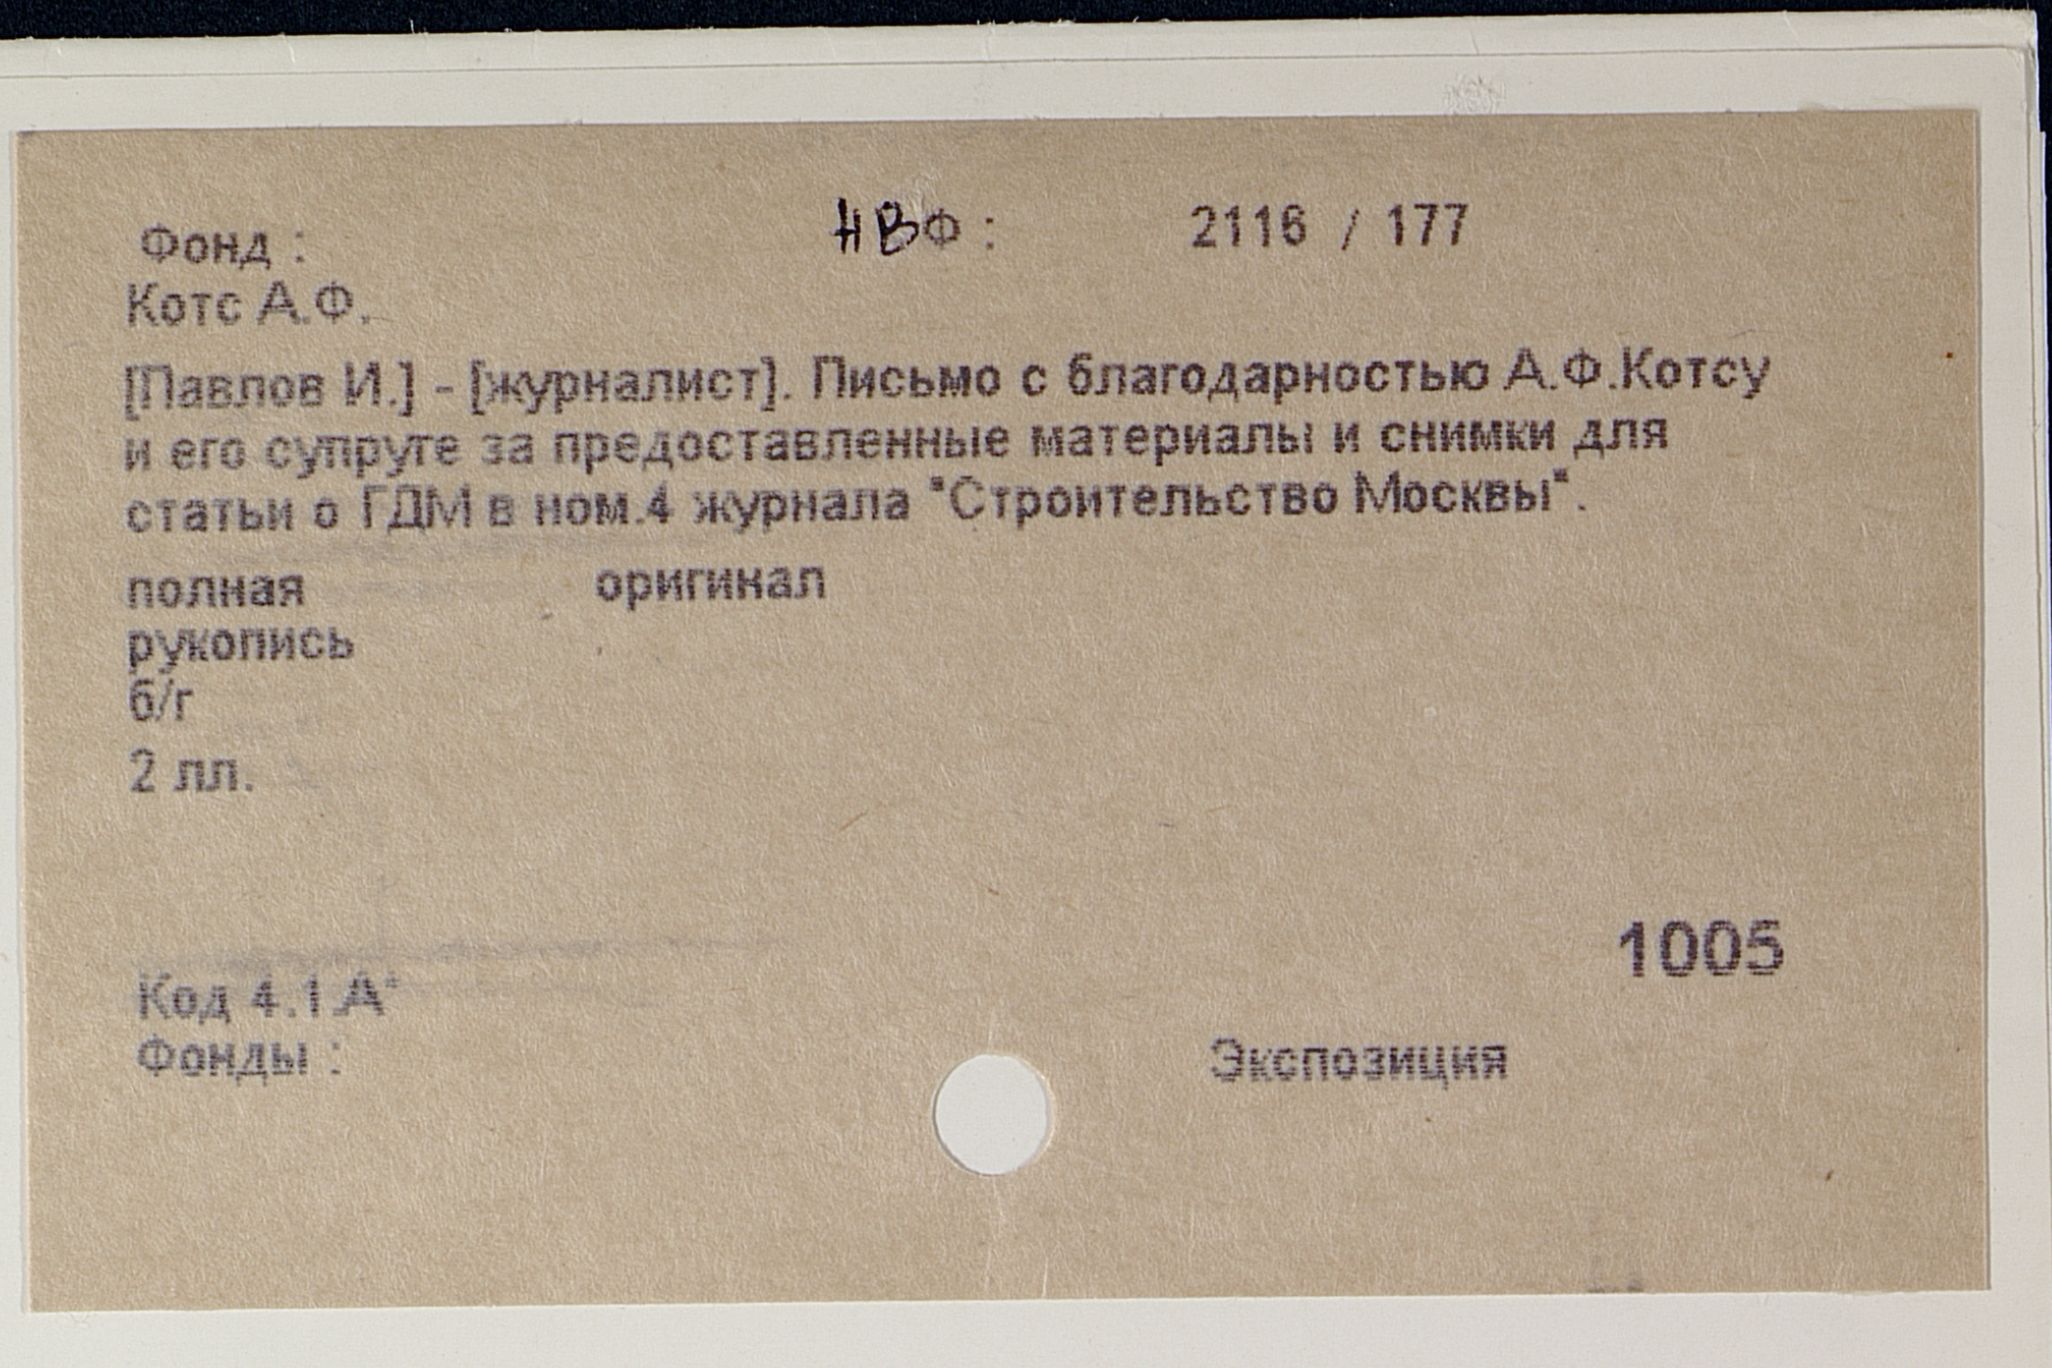 Фонд : НВФ : 2116 / 177
Котс А.Ф.
[Павлов И.] - [журналист]. Письмо с благодарностью А.Ф.Котсу
и его супруге за предоставленные материалы и снимки для
статьи о ГДМ в ном.4 журнала "Строительство Москвы".
полная оригинал
рукопись
б/г
2 лл.
1005
Код 4.1.А"
Фонды : Экспозиция